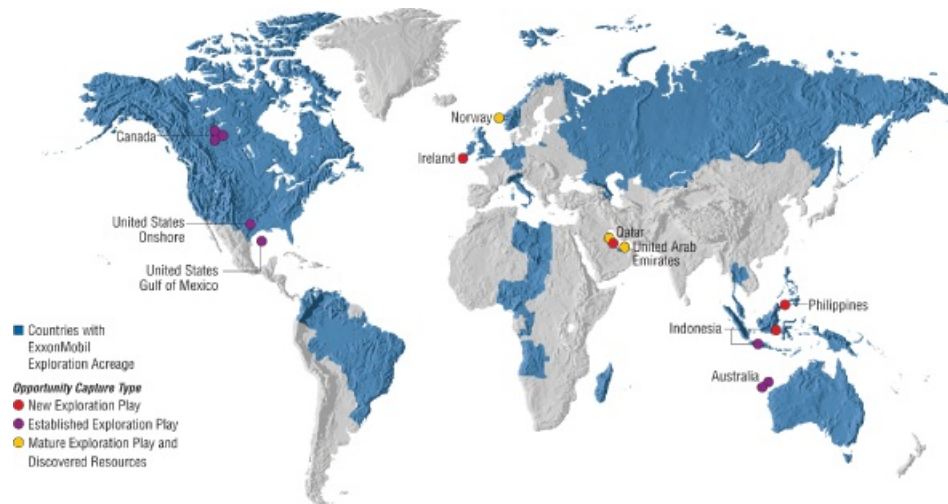 Norway
Canada
Ireland
United States
Onshore
Qatar
United Arab
Emirates
United States
Gulf of Mexico
Philippines
Indonesia
Australia
Countries with
ExxonMobil
Exploration Acreage
Opportunity Capture Type
New Exploration Play
Established Exploration Play
Mature Exploration Play and
Discovered Resources